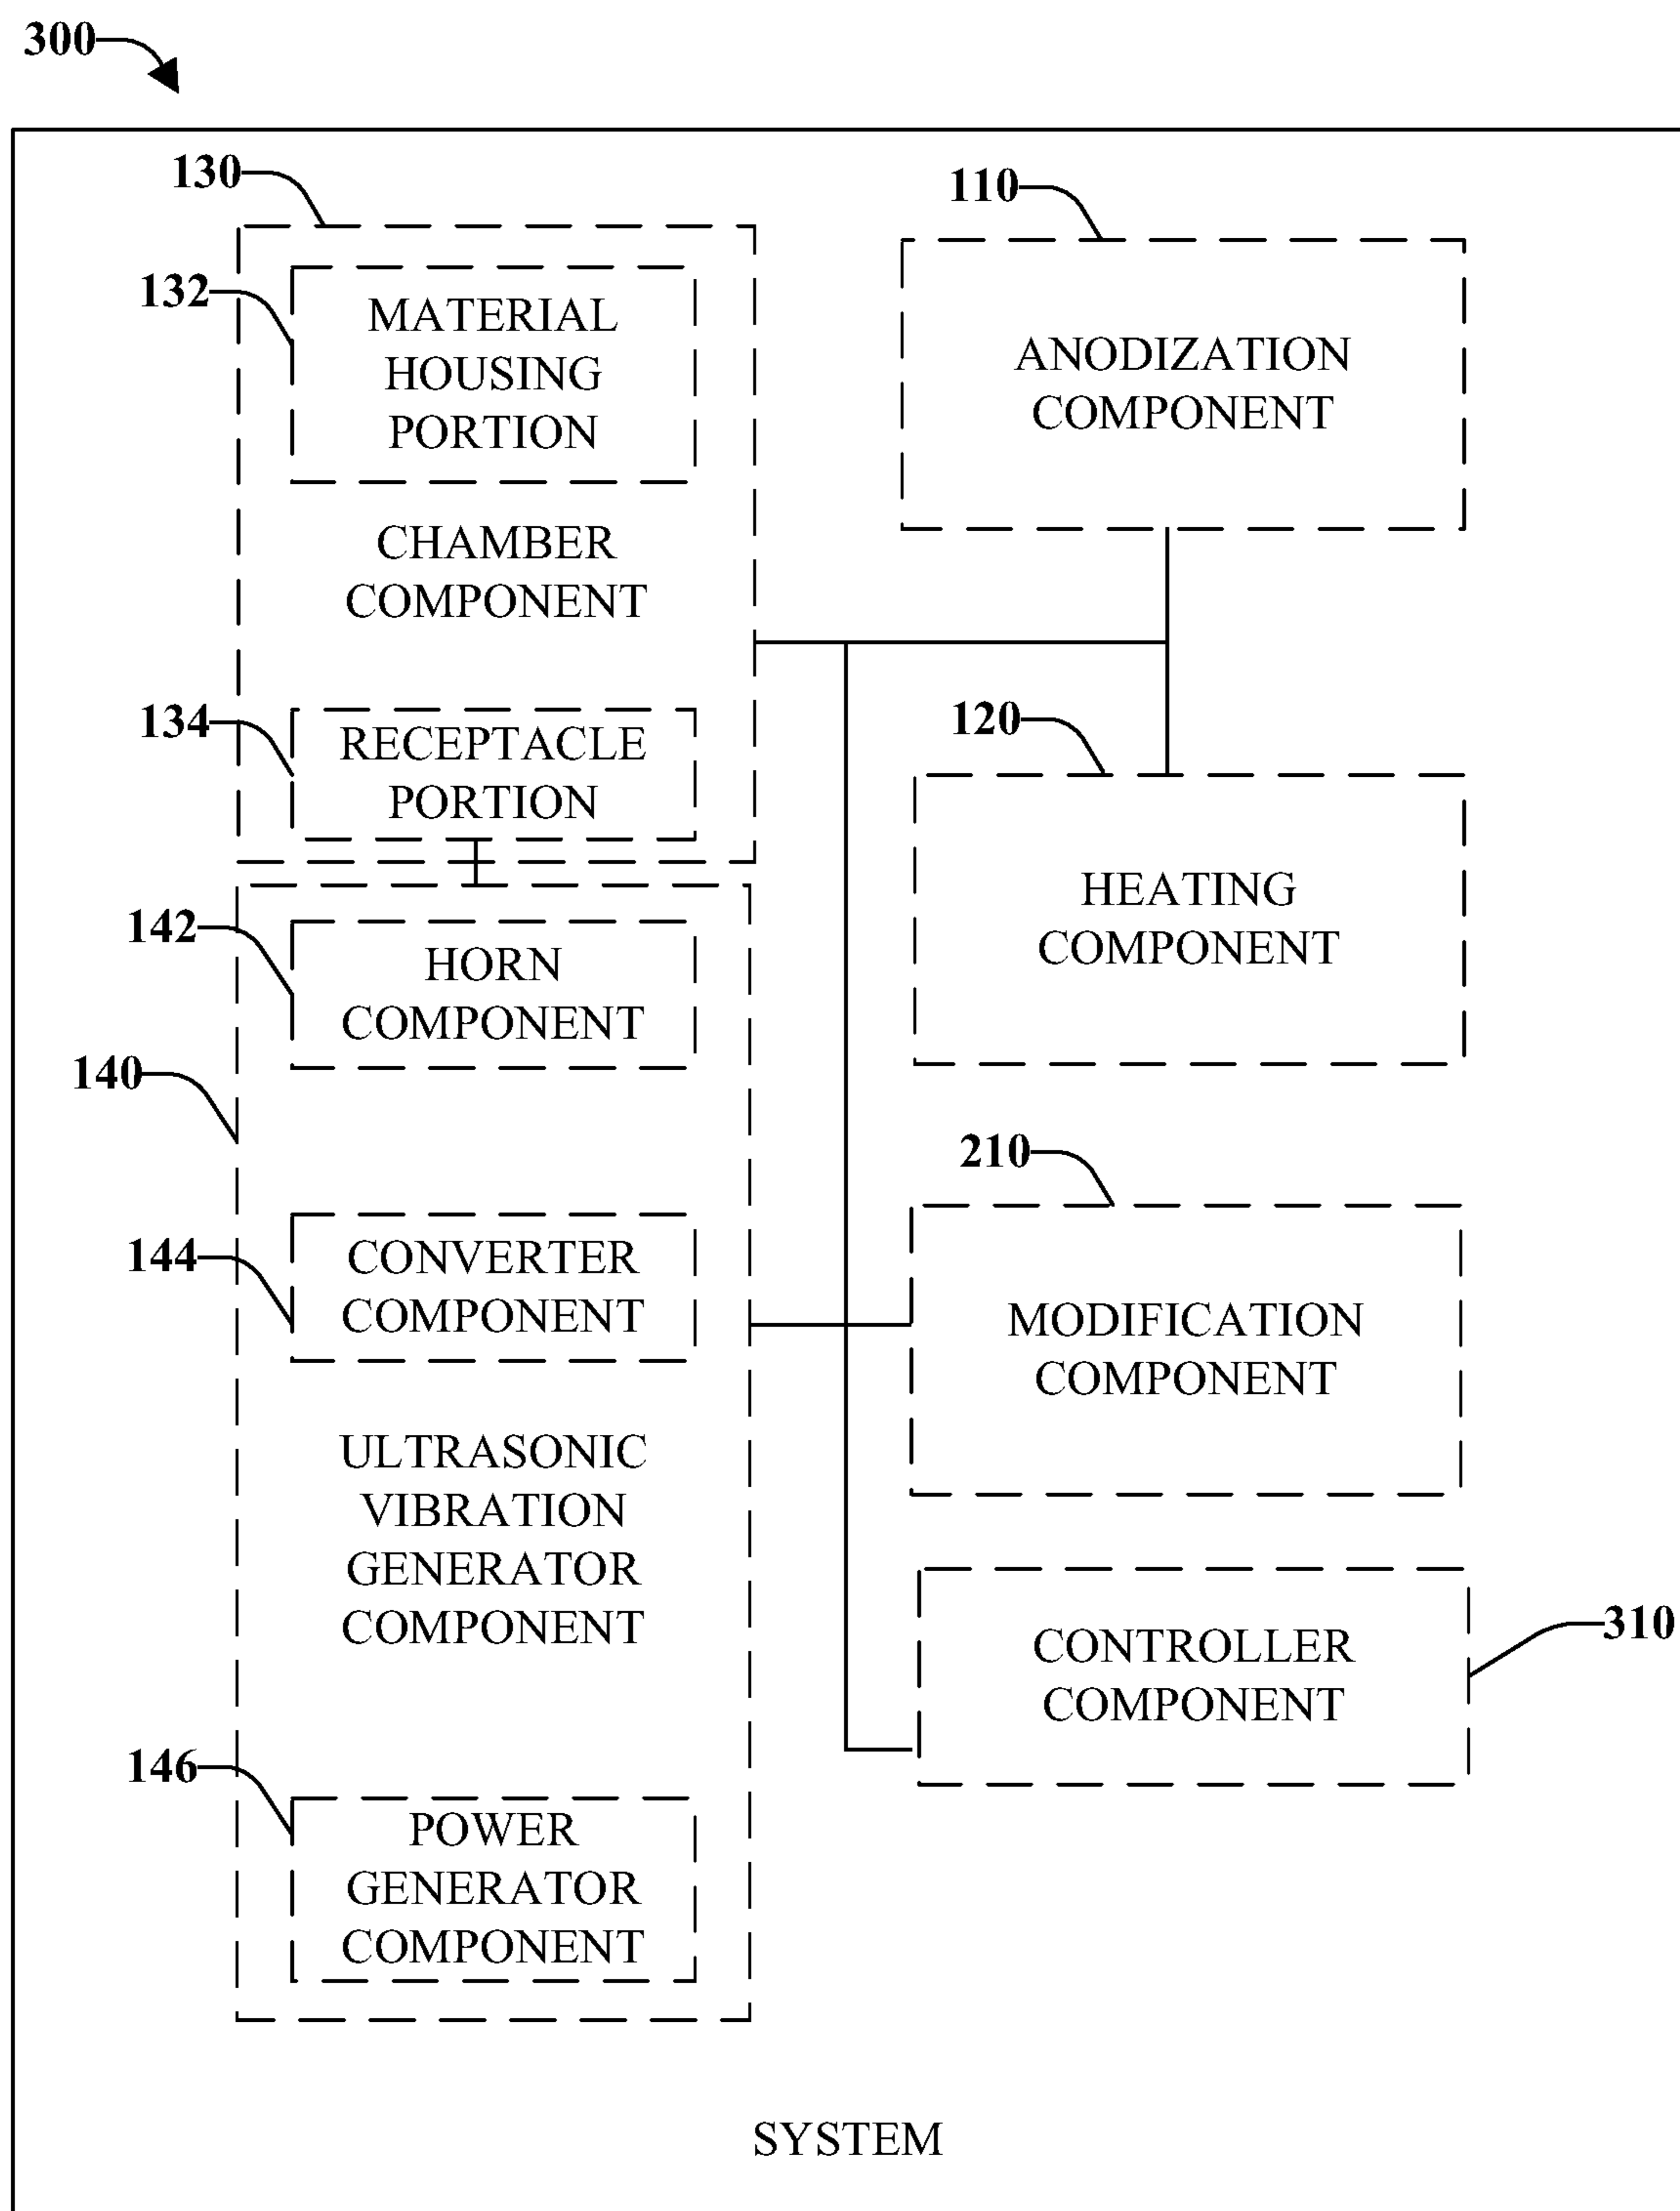 300
130
132
MATERIAL
HOUSING
PORTION
CHAMBER
COMPONENT
134
RECEPTACLE
PORTION
110
ANODIZATION
COMPONENT
120
HEATING
COMPONENT
142
HORN
COMPONENT
140
144
CONVERTER
COMPONENT
ULTRASONIC
VIBRATION
GENERATOR
COMPONENT
146
POWER
GENERATOR
COMPONENT
210
MODIFICATION
COMPONENT
CONTROLLER
COMPONENT
310
SYSTEM